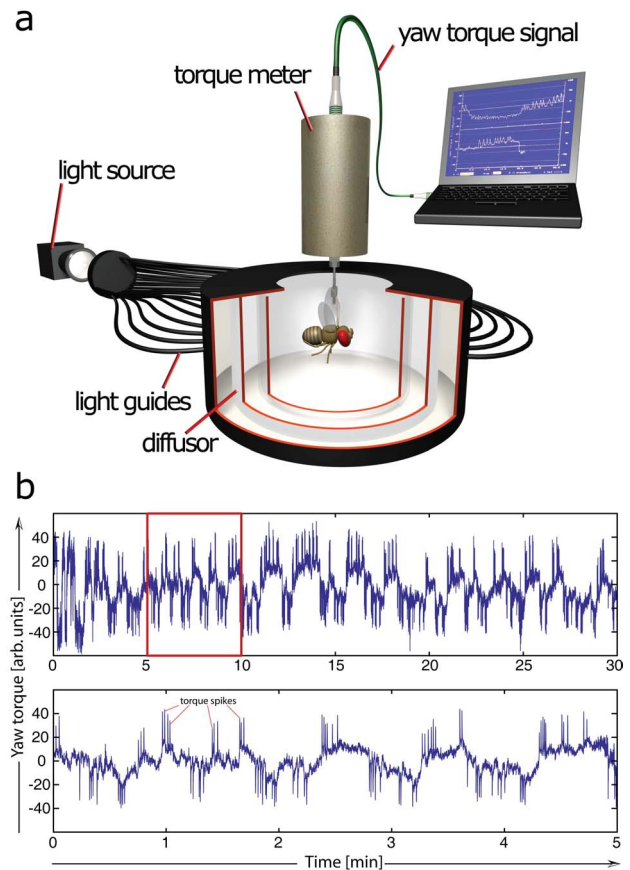 a
yaw torque signal
torque meter
light source
light guides
diffusor
b
Yaw torque [arb. units]
60
40
20
0
-20
-40
0 5 10 15 20 25 30
torque spikes
40
20
0
-20
-40
0 1 2 3 4 5
Time [min]